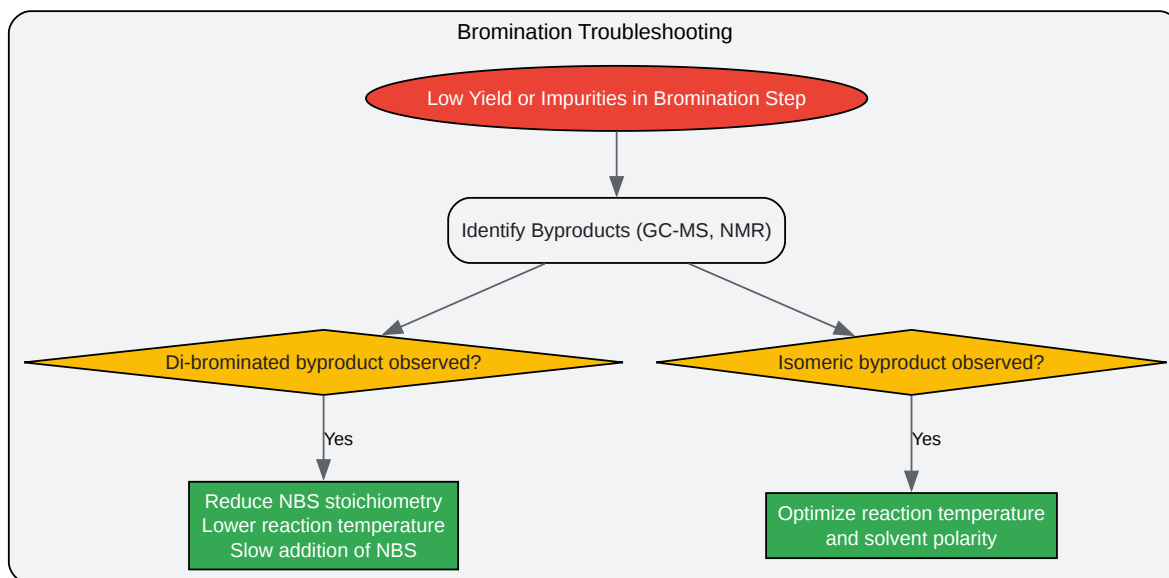 Bromination Troubleshooting
Low Yield or Impurities in Bromination Step
Identify Byproducts (GC-MS, NMR)
Di-brominated byproduct observed?
Isomeric byproduct observed?
Yes
Yes
Reduce NBS stoichiometry
Lower reaction temperature
Slow addition of NBS
Optimize reaction temperature
and solvent polarity